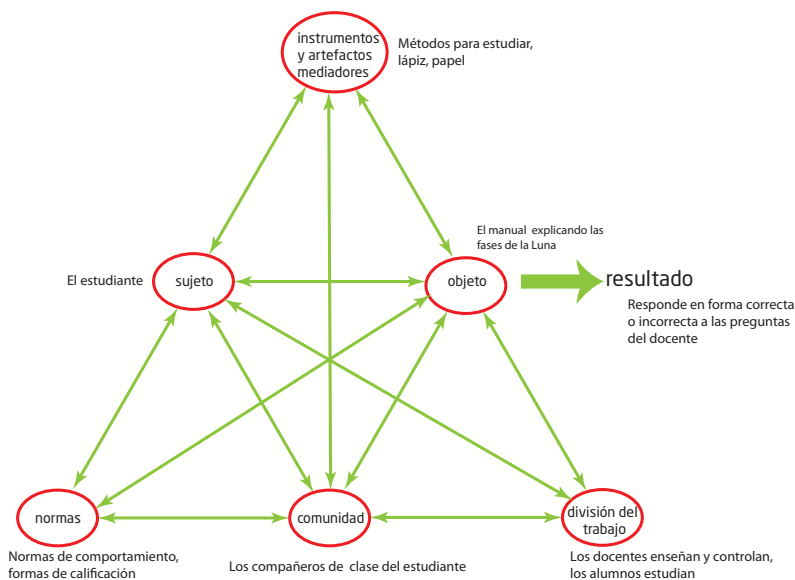 instrumentos
y artefactos
mediadores
Métodos para estudiar,
lápiz, papel
El manual explicando las
fases de la Luna
El estudiante
sujeto
objeto
resultado
Responde en forma correcta
o incorrecta a las preguntas
del docente
normas
comunidad
división del
trabajo
Normas de comportamiento,
formas de calificación
Los compañeros de clase del estudiante
Los docentes enseñan y controlan,
los alumnos estudian